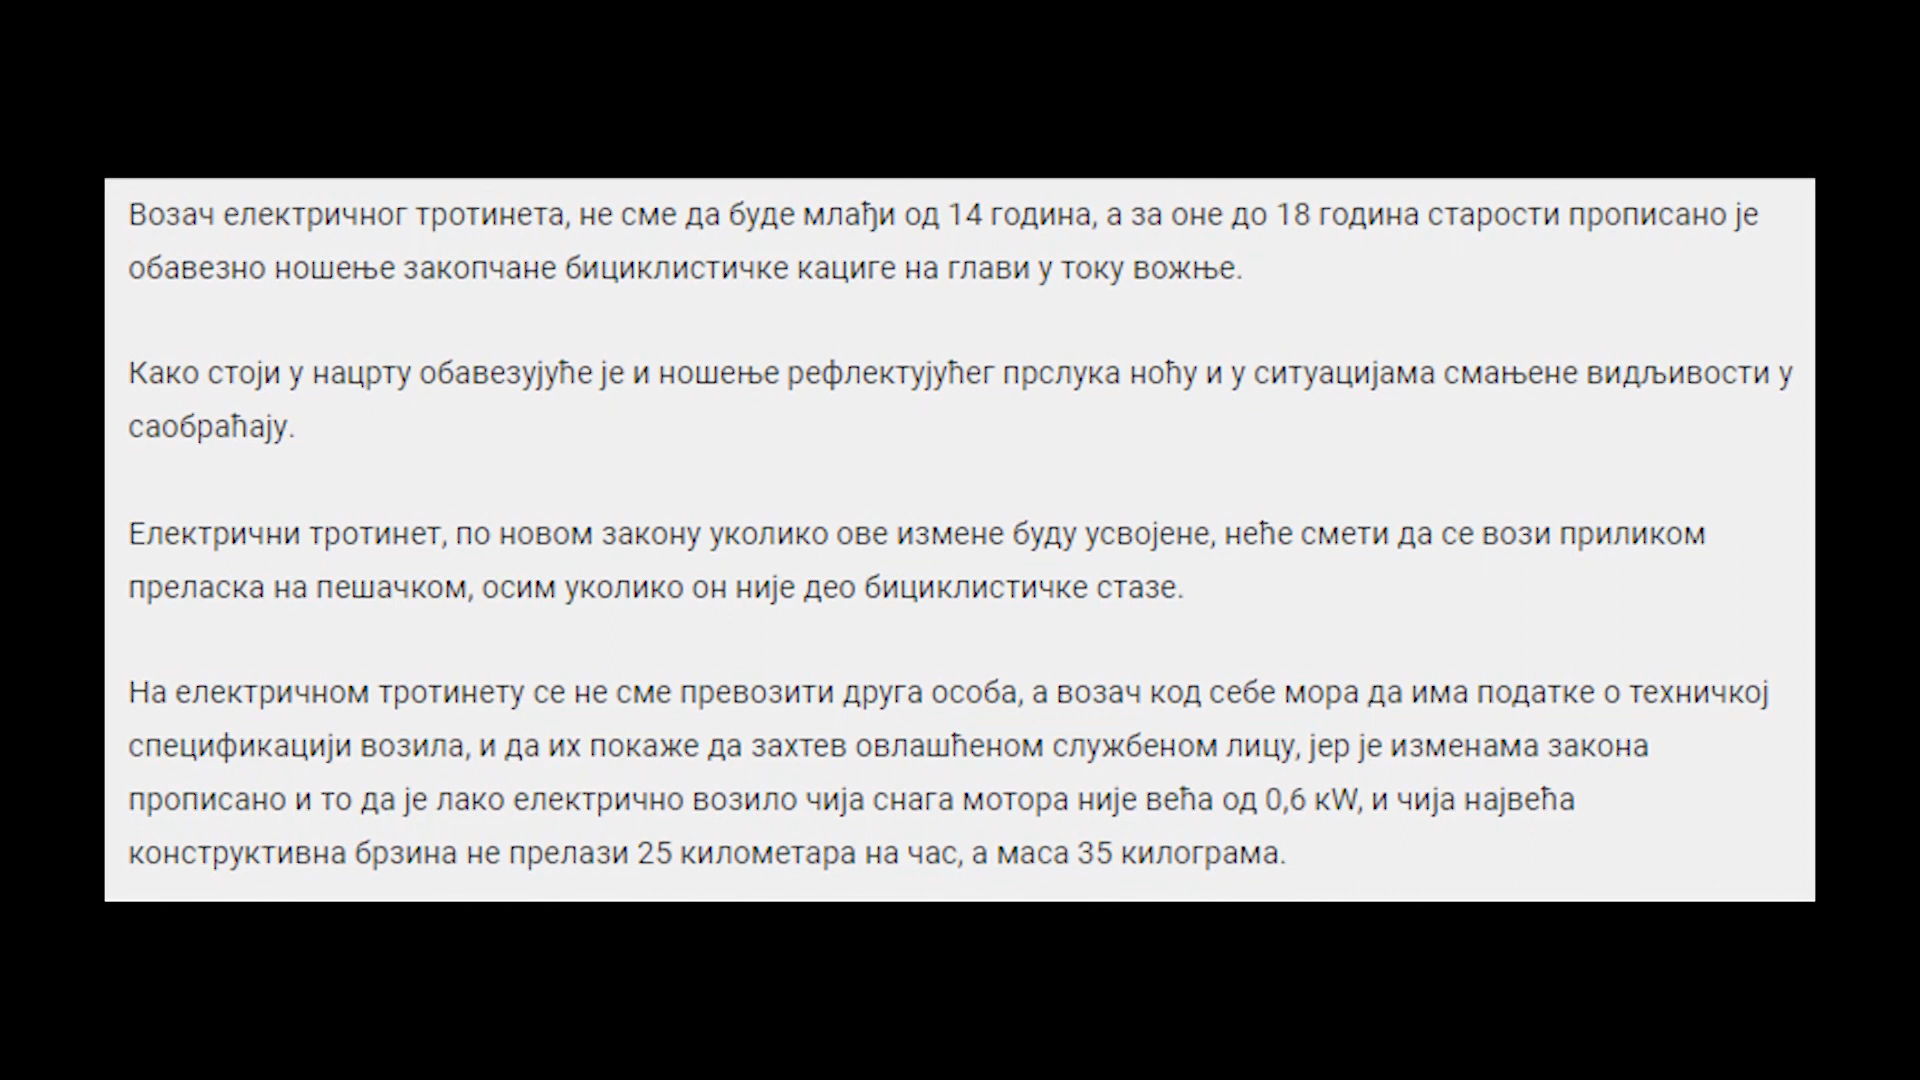 Возач електричног тротинета, не сме да буде млађи од 14 година, а за оне до 18 година старости прописано је
обавезно ношење закопчане бициклистичке кациге на глави у току вожње.
Како стоји у нацрту обавезујуће је и ношење рефлектујућег прслука ноћу и у ситуацијама смањене видљивости у
саобраћају.
Електрични тротинет, по новом закону уколико ове измене буду усвојене, неће смети да се вози приликом
преласка на пешачком, осим уколико он није део бициклистичке стазе.
На електричном тротинету се не сме превозити друга особа, а возач код себе мора да има податке о техничкој
спецификацији возила, и да их покаже да захтев овлашћеном службеном лицу, јер је изменама закона
прописано и то да је лако електрично возило чија снага мотора није већа од 0,6 кW, и чија највећа
конструктивна брзина не прелази 25 километара на час, а маса 35 килограма.